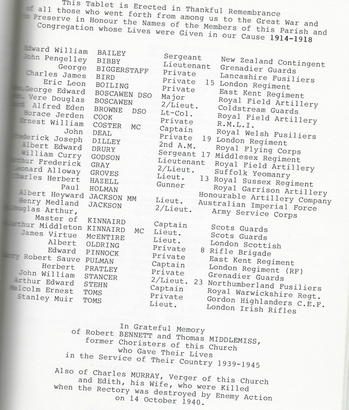 This Tablet is Erected in Thankful Remembrance
of all those who went forth from among us to the Great War and
to Preserve in Honour the Names of the Members of this Parish and
Congregation whose Lives were Given in our Cause 1914-1918
Edward William BAILEY Sergeant New Zealand Contingent
John Pengelley BIBBY Lieutenant Grenadier Guards
George BIGGERSTAFF Private Lancashire Fusiliers
Charles James BIRD Private 15 London Regiment
Eric Leon BOILING Private East Kent Regiment
George Edward BOSCAWEN DSO Major Royal Field Artillery
Vere Douglas BOSCAWEN 2/Lieut. Coldstream Guards
Alfred Eden BROWNE DSO Lt-Col. Royal Field Artillery
Horace Jerden COOK Private Royal Welsh Fusiliers
Ernest William COSTER MC Captain R.M.L.I.
John DEAL Private 19 London Regiment
Frederick Joseph DILLEY 2nd A.M. Royal Flying Corps
Albert Edward DRURY Sergeant 17 Middlesex Regiment
William Curry GODSON Lieutenant Royal Field Artillery
Arthur Frederick GRAY Lieut. Suffolk Yeomanry
Leonard Alloway GROVES 2/Lieut. 13 Royal Sussex Regiment
Charles Herbert HAZELL Gunner Royal Garrison Artillery
Paul HOLMAN Honourable Artillery Company
Albert Heyward JACKSON MM Lieut. Australian Imperial Force
Henry Medland JACKSON 2/Lieut. Army Service Corps
Douglas Arthur,
Master of KINNAIRD Captain Scots Guards
Arthur Middleton KINNAIRD MC Lieut. Scots Guards
James Virtue McENTIRE Lieut. London Scottish
Albert OLDRING Private 8 Rifle Brigade
Edward PINNOCK Private East Kent Regiment
Robert Sauve PULMAN Captain Grenadier Guards
Herbert PRATLEY Private London Regiment (RF)
John William STANCER 2/Lieut. 23 Northumberland Fusiliers
Arthur Edward STEHN Captain Royal Warwickshire Regt.
Malcolm Ernest TOMS Private Gordon Highlanders C.E.F.
Stanley Muir TOMS Lieut. London Irish Rifles
In Grateful Memory
of Robert BENNETT and Thomas MIDDLEMISS,
former Choristers of this Church
who Gave Their Lives
in the Service of Their Country 1939-1945
Also of Charles MURRAY, Verger of this Church
and Edith, his Wife, who were Killed
when the Rectory was destroyed by Enemy Action
on 14 October 1940.